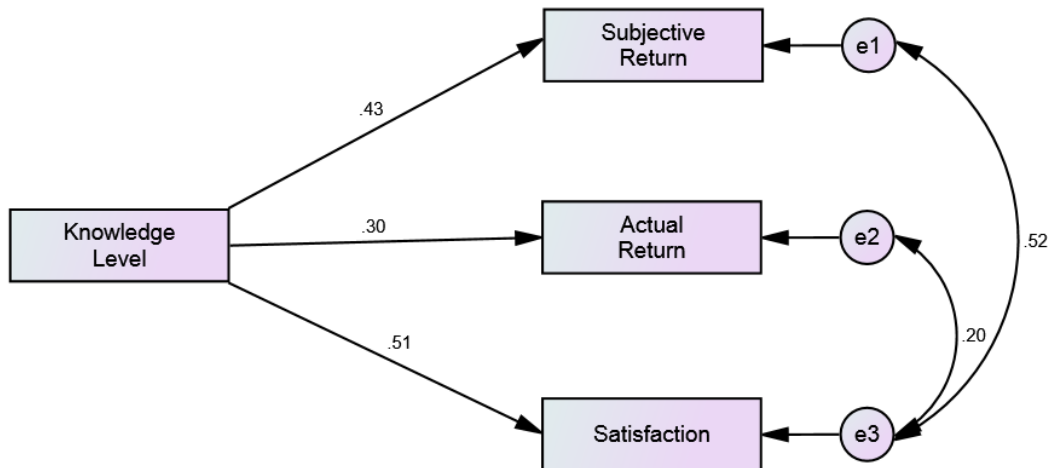 Subjective
Return
e1
.43
Knowledge
Level
.30
Actual
Return
e2
.52
.20
.51
Satisfaction
e3